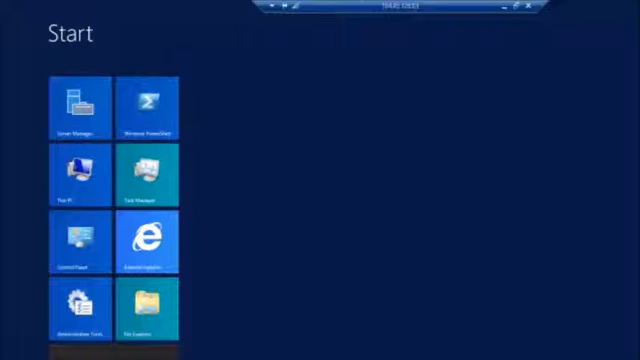 Start
Server Manager
Windows PowerShell
This PC
Task Manager
Control Panel
Internet Explorer
Administrative Tools
File Explorer